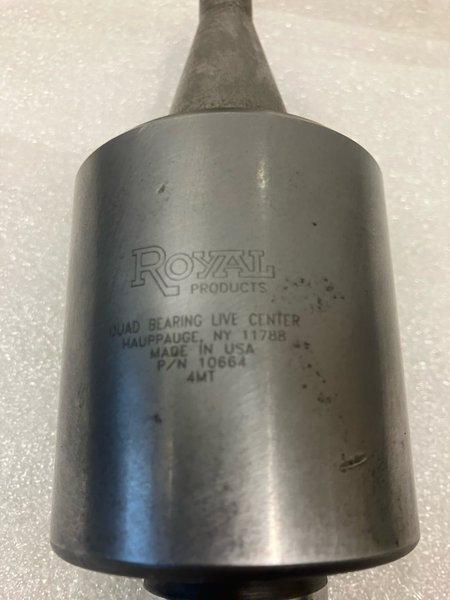 ROYAL
PRODUCTS
QUAD BEARING LIVE CENTER
HAUPPAUGE, NY 11788
MADE IN USA
P/N 10664
4MT